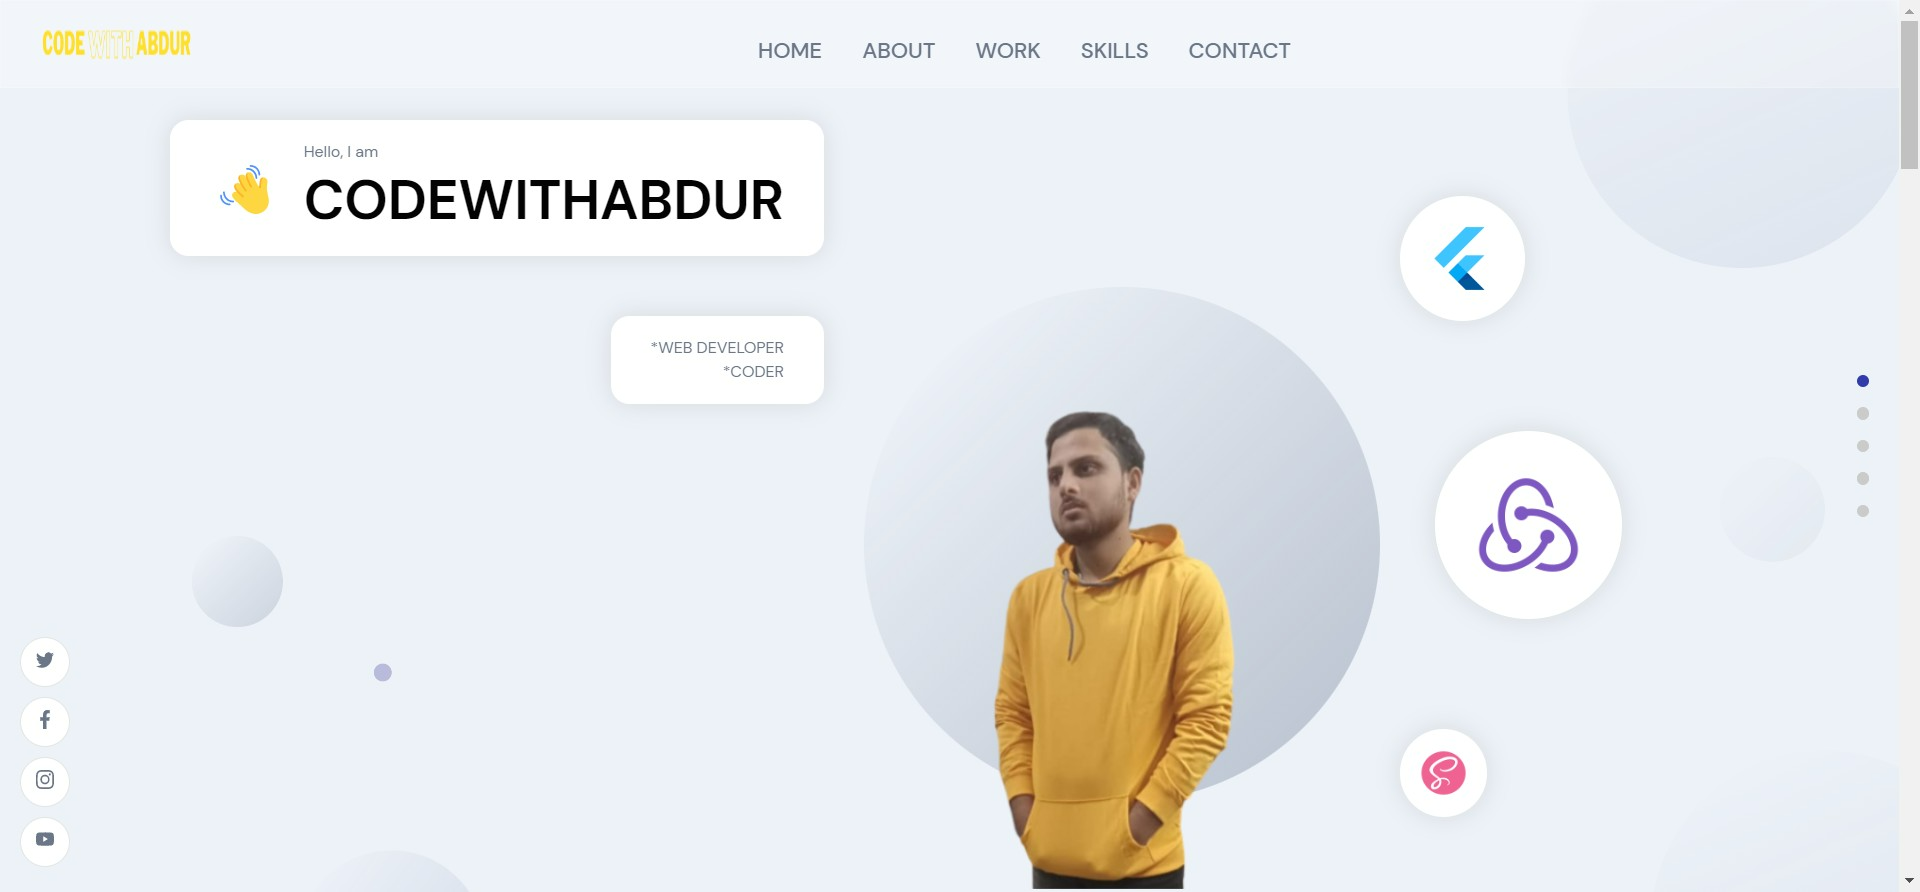 CODE WITH ABDUR
HOME ABOUT WORK SKILLS CONTACT
Hello, I am
CODEWITHABDUR
*WEB DEVELOPER
*CODER